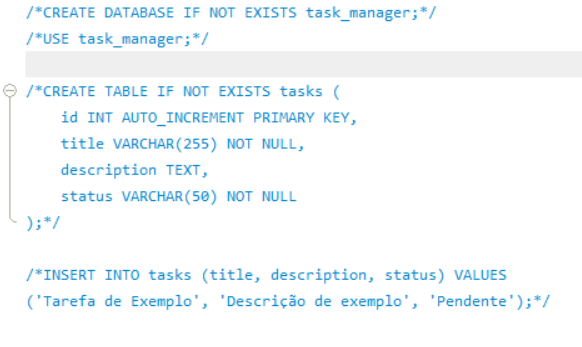 /*CREATE DATABASE IF NOT EXISTS task_manager;*/
/*USE task_manager;*/
/*CREATE TABLE IF NOT EXISTS tasks (
id INT AUTO_INCREMENT PRIMARY KEY,
title VARCHAR(255) NOT NULL,
description TEXT,
status VARCHAR(50) NOT NULL
);*/
/*INSERT INTO tasks (title, description, status) VALUES
('Tarefa de Exemplo', 'Descrição de exemplo', 'Pendente');*/